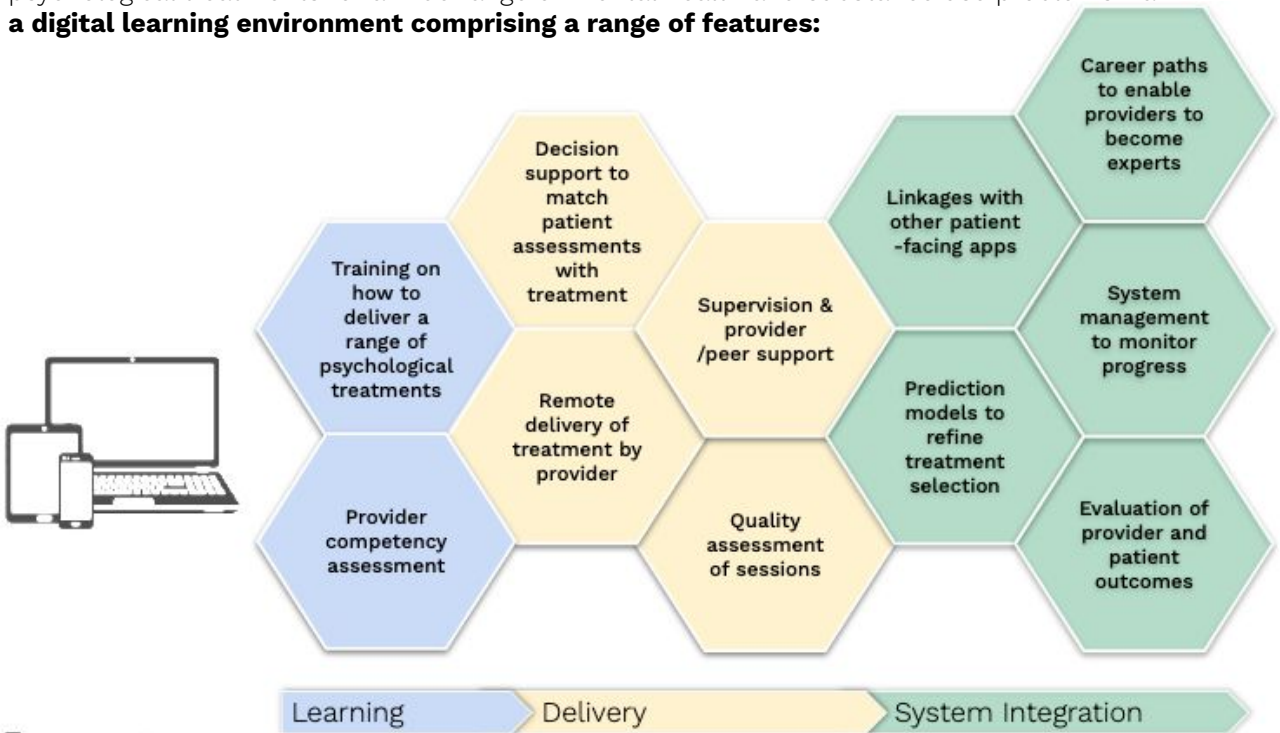 a digital learning environment comprising a range of features:
Training on
how to
deliver a
range of
psychological
treatments
Provider
competency
assessment
Decision
support to
match
patient
assessments
with
treatment
Remote
delivery of
treatment by
provider
Supervision &
provider
/peer support
Quality
assessment
of sessions
Linkages with
other patient
-facing apps
Prediction
models to
refine
treatment
selection
Career paths
to enable
providers to
become
experts
System
management
to monitor
progress
Evaluation of
provider and
patient
outcomes
Learning
Delivery
System Integration